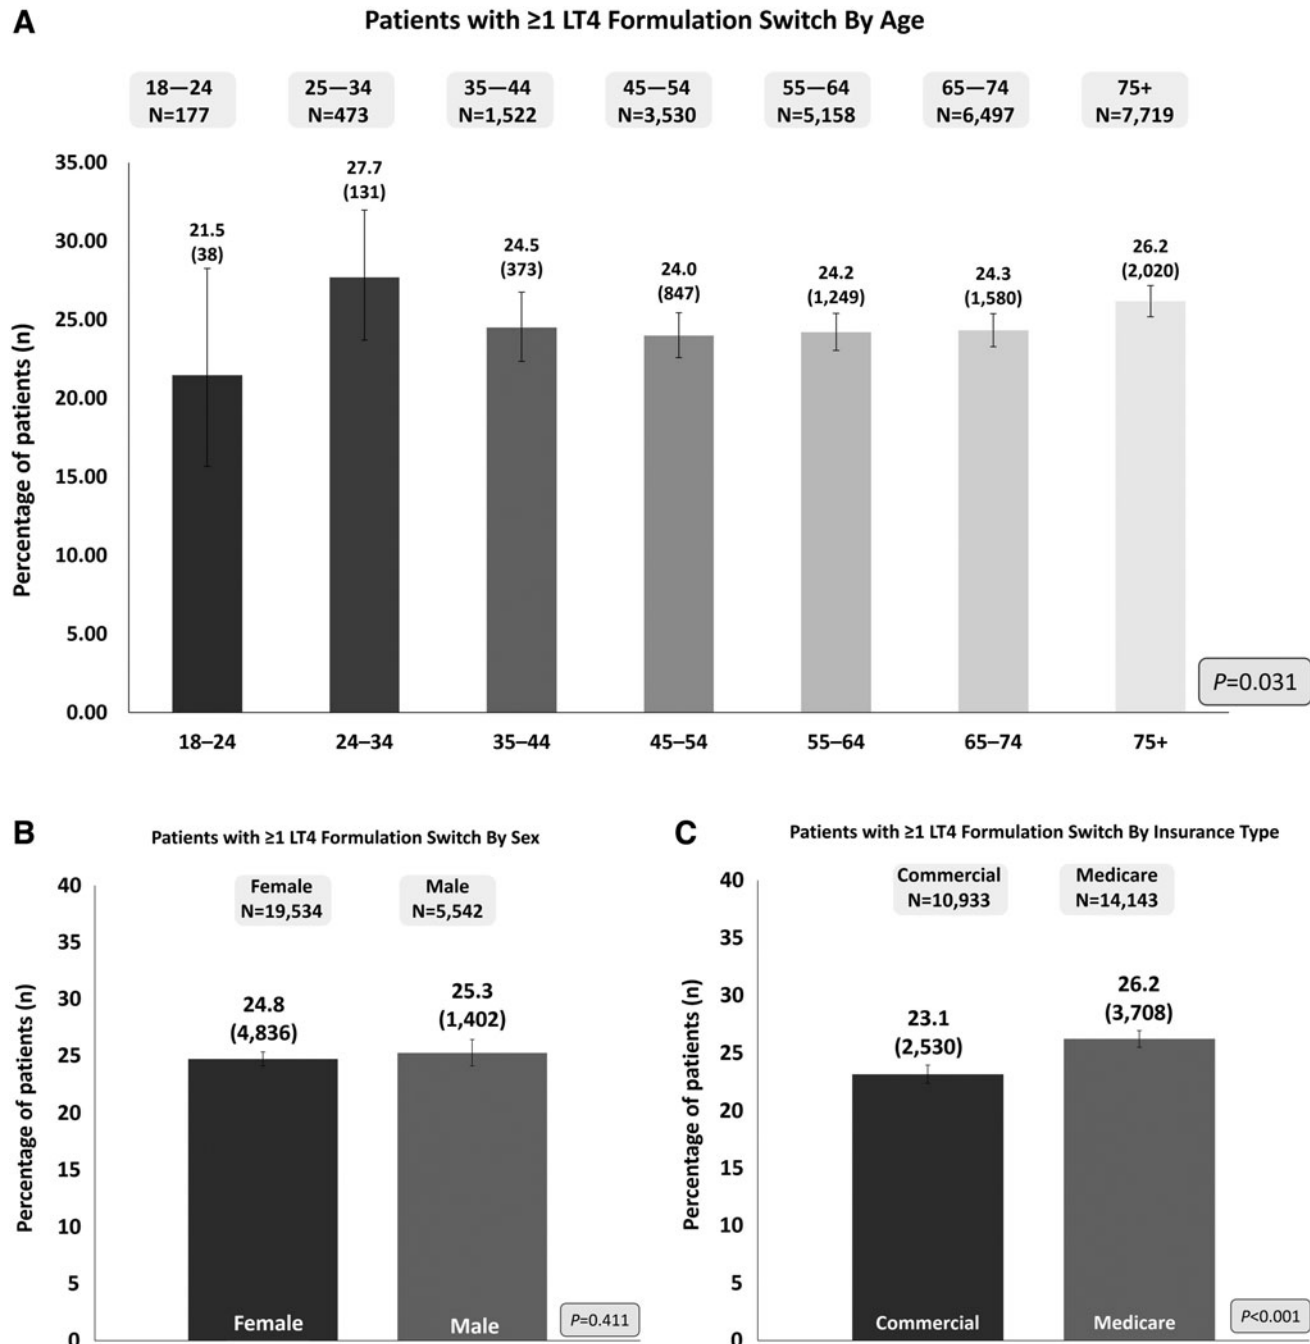 A
Patients with ≥1 LT4 Formulation Switch By Age
18—24
N=177
25—34
N=473
35—44
N=1,522
45—54
N=3,530
55—64
N=5,158
65—74
N=6,497
75+
N=7,719
Percentage of patients (n)
35.00
30.00
25.00
20.00
15.00
10.00
5.00
0.00
21.5
(38)
27.7
(131)
24.5
(373)
24.0
(847)
24.2
(1,249)
24.3
(1,580)
26.2
(2,020)
P=0.031
18–24
24–34
35–44
45–54
55–64
65–74
75+
B
Patients with ≥1 LT4 Formulation Switch By Sex
Female
N=19,534
Male
N=5,542
Percentage of patients (n)
40
35
30
25
20
15
10
5
0
24.8
(4,836)
25.3
(1,402)
Female
Male
P=0.411
C
Patients with ≥1 LT4 Formulation Switch By Insurance Type
Commercial
N=10,933
Medicare
N=14,143
Percentage of patients (n)
40
35
30
25
20
15
10
5
0
23.1
(2,530)
26.2
(3,708)
Commercial
Medicare
P<0.001